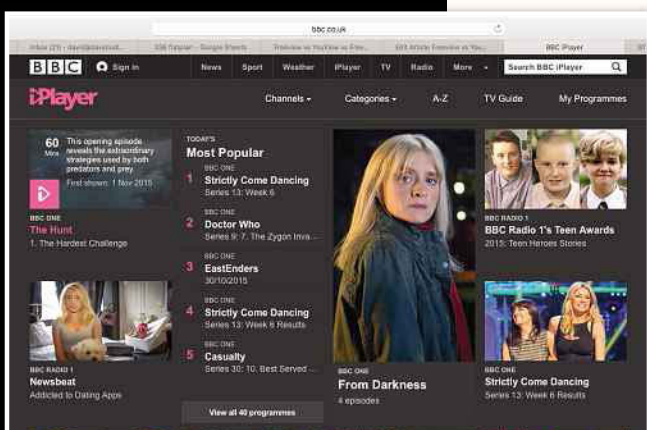 bbc.co.uk
BBC iPlayer
BBC
Sign in
News
Sport
Weather
iPlayer
TV
Radio
More
Search BBC iPlayer
iPlayer
Channels
Categories
A-Z
TV Guide
My Programmes
60
Mins
This opening episode
reveals the extraordinary
strategies used by both
predators and prey.
First shown: 1 Nov 2015
BBC ONE
The Hunt
1. The Hardest Challenge
BBC RADIO 1
Newsbeat
Addicted to Dating Apps
TODAY'S
Most Popular
1
BBC ONE
Strictly Come Dancing
Series 13: Week 6
2
BBC ONE
Doctor Who
Series 9: 7. The Zygon Inva...
3
BBC ONE
EastEnders
30/10/2015
4
BBC ONE
Strictly Come Dancing
Series 13: Week 6 Results
5
BBC ONE
Casualty
Series 30: 10. Best Served ...
View all 40 programmes
BBC ONE
From Darkness
4 episodes
BBC RADIO 1
BBC Radio 1's Teen Awards
2015: Teen Heroes Stories
BBC ONE
Strictly Come Dancing
Series 13: Week 6 Results